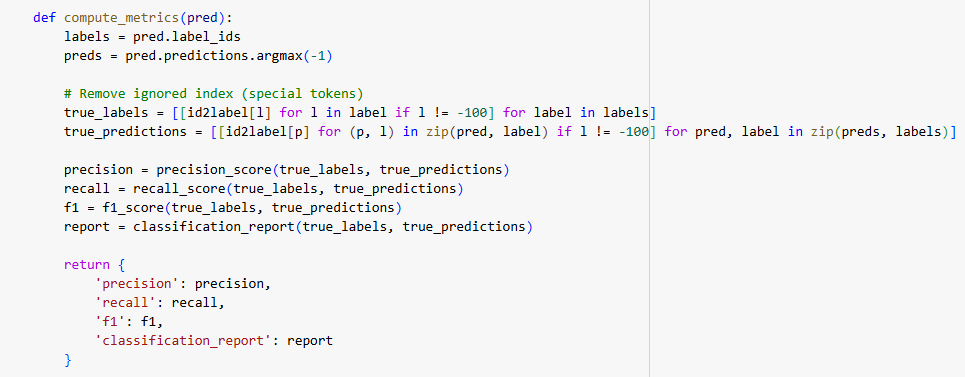 def compute_metrics(pred):
    labels = pred.label_ids
    preds = pred.predictions.argmax(-1)

    # Remove ignored index (special tokens)
    true_labels = [[id2label[l] for l in label if l != -100] for label in labels]
    true_predictions = [[id2label[p] for (p, l) in zip(pred, label) if l != -100] for pred, label in zip(preds, labels)]

    precision = precision_score(true_labels, true_predictions)
    recall = recall_score(true_labels, true_predictions)
    f1 = f1_score(true_labels, true_predictions)
    report = classification_report(true_labels, true_predictions)

    return {
        'precision': precision,
        'recall': recall,
        'f1': f1,
        'classification_report': report
    }